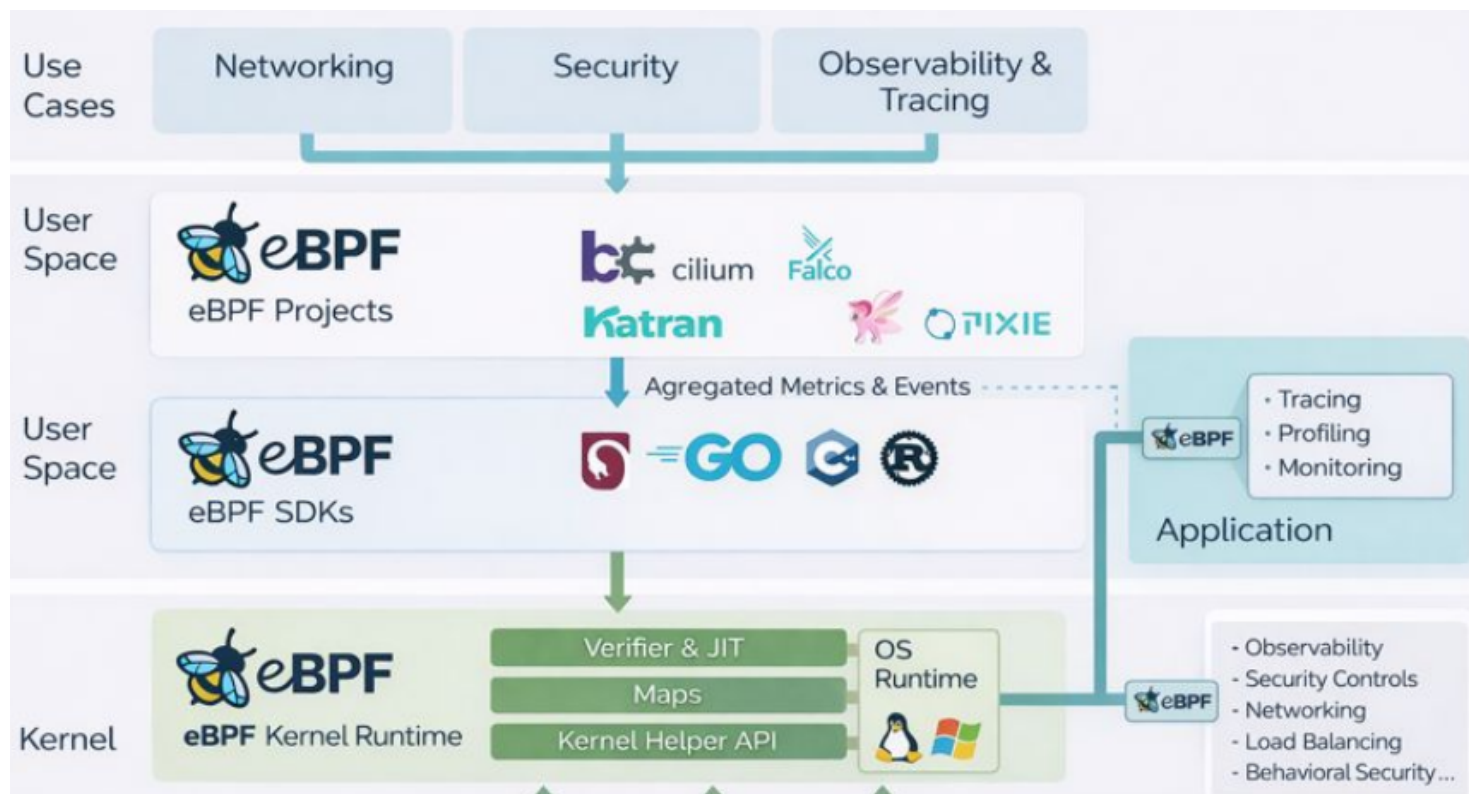 Use
Cases
Networking
Security
Observability &
Tracing
User
Space
eBPF
eBPF Projects
cilium
Falco
Katran
PIXIE
Agregated Metrics & Events
User
Space
eBPF
eBPF SDKs
GO
C++
R
eBPF
• Tracing
• Profiling
• Monitoring
Application
Kernel
eBPF
eBPF Kernel Runtime
Verifier & JIT
Maps
Kernel Helper API
OS
Runtime
eBPF
- Observability
- Security Controls
- Networking
- Load Balancing
- Behavioral Security...